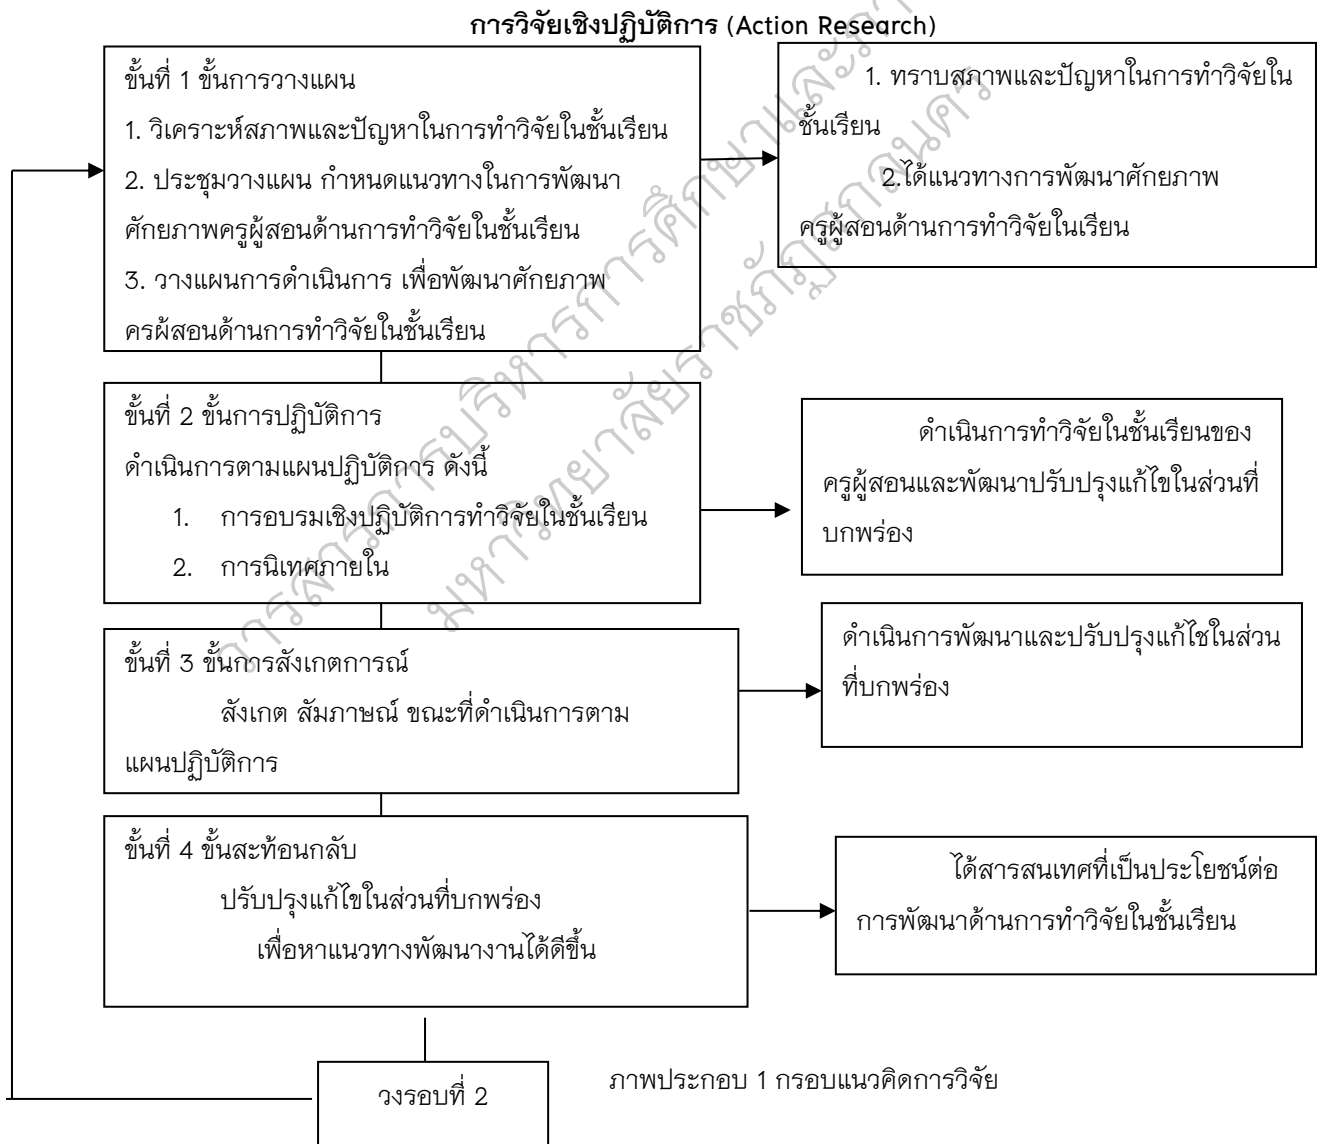 การวิจัยเชิงปฏิบัติการ (Action Research)
ขั้นที่ 1 ขั้นการวางแผน
1. วิเคราะห์สภาพและปัญหาในการทำวิจัยในชั้นเรียน
2. ประชุมวางแผน กำหนดแนวทางในการพัฒนา
ศักยภาพครูผู้สอนด้านการทำวิจัยในชั้นเรียน
3. วางแผนการดำเนินการ เพื่อพัฒนาศักยภาพ
ครผ้สอนด้านการทำวิจัยในชั้นเรียน
1. ทราบสภาพและปัญหาในการทำวิจัยใน
ชั้นเรียน
2.ได้แนวทางการพัฒนาศักยภาพ
ครูผู้สอนด้านการทำวิจัยในเรียน
ขั้นที่ 2 ขั้นการปฏิบัติการ
ดำเนินการตามแผนปฏิบัติการ ดังนี้
1. การอบรมเชิงปฏิบัติการทำวิจัยในชั้นเรียน
2. การนิเทศภายใน
ดำเนินการทำวิจัยในชั้นเรียนของ
ครูผู้สอนและพัฒนาปรับปรุงแก้ไขในส่วนที่
บกพร่อง
ขั้นที่ 3 ขั้นการสังเกตการณ์
สังเกต สัมภาษณ์ ขณะที่ดำเนินการตาม
แผนปฏิบัติการ
ดำเนินการพัฒนาและปรับปรุงแก้ไชในส่วน
ที่บกพร่อง
ขั้นที่ 4 ขั้นสะท้อนกลับ
ปรับปรุงแก้ไขในส่วนที่บกพร่อง
เพื่อหาแนวทางพัฒนางานได้ดีขึ้น
ได้สารสนเทศที่เป็นประโยชน์ต่อ
การพัฒนาด้านการทำวิจัยในชั้นเรียน
วงรอบที่ 2
ภาพประกอบ 1 กรอบแนวคิดการวิจัย
มหาวิทยาลัยราชภัฏสกลนคร